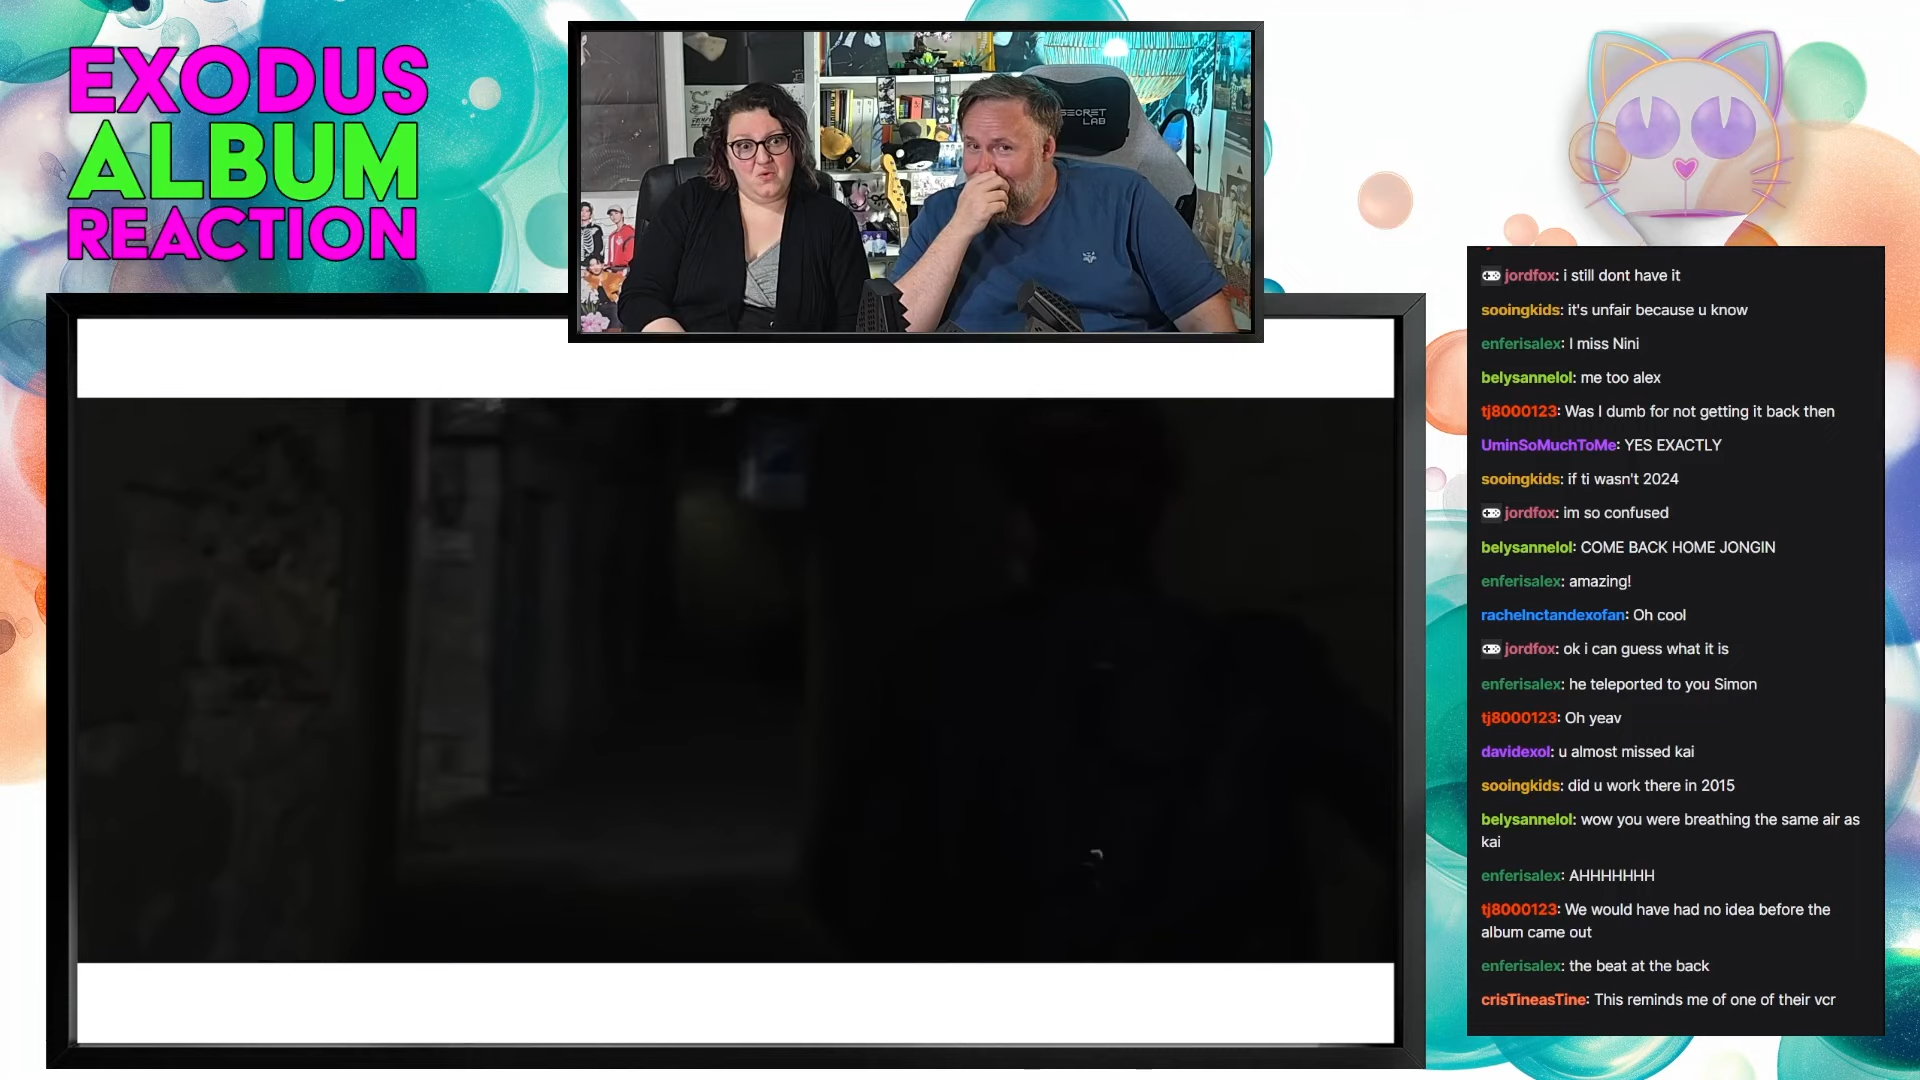 EXODUS
ALBUM
REACTION
SECRET
LAB
jordfox: i still dont have it
sooingkids: it's unfair because u know
enferisalex: I miss Nini
belysannelol: me too alex
tj8000123: Was I dumb for not getting it back then
UminSoMuchToMe: YES EXACTLY
sooingkids: if ti wasn't 2024
jordfox: im so confused
belysannelol: COME BACK HOME JONGIN
enferisalex: amazing!
rachelnctandexofan: Oh cool
jordfox: ok i can guess what it is
enferisalex: he teleported to you Simon
tj8000123: Oh yeav
davidexol: u almost missed kai
sooingkids: did u work there in 2015
belysannelol: wow you were breathing the same air as
kai
enferisalex: AHHHHHHH
tj8000123: We would have had no idea before the
album came out
enferisalex: the beat at the back
crisTineasTine: This reminds me of one of their vcr